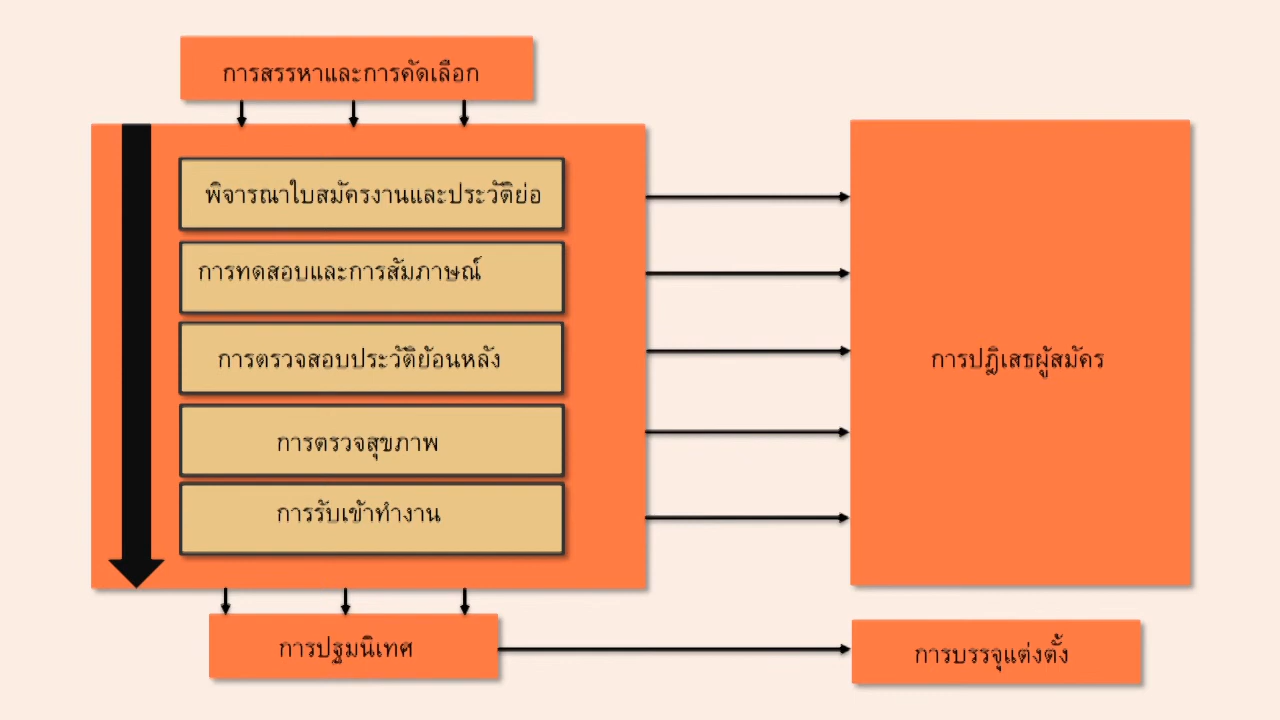 การสรรหาและการคัดเลือก
พิจารณาใบสมัครงานและประวัติย่อ
การทดสอบและการสัมภาษณ์
การตรวจสอบประวัติย้อนหลัง
การตรวจสุขภาพ
การรับเข้าทำงาน
การปฎิเสธผู้สมัคร
การปฐมนิเทศ
การบรรจุแต่งตั้ง